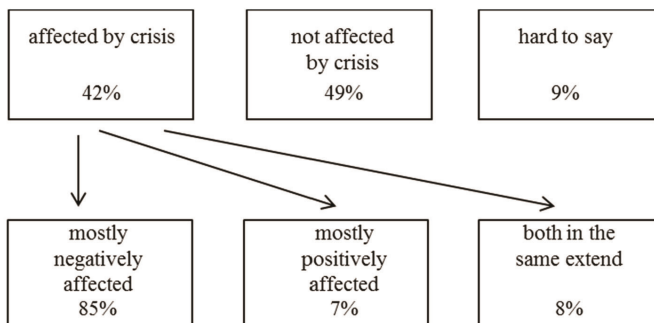 affected by crisis
42%
not affected
by crisis
49%
hard to say
9%
mostly
negatively
affected
85%
mostly
positively
affected
7%
both in the
same extend
8%